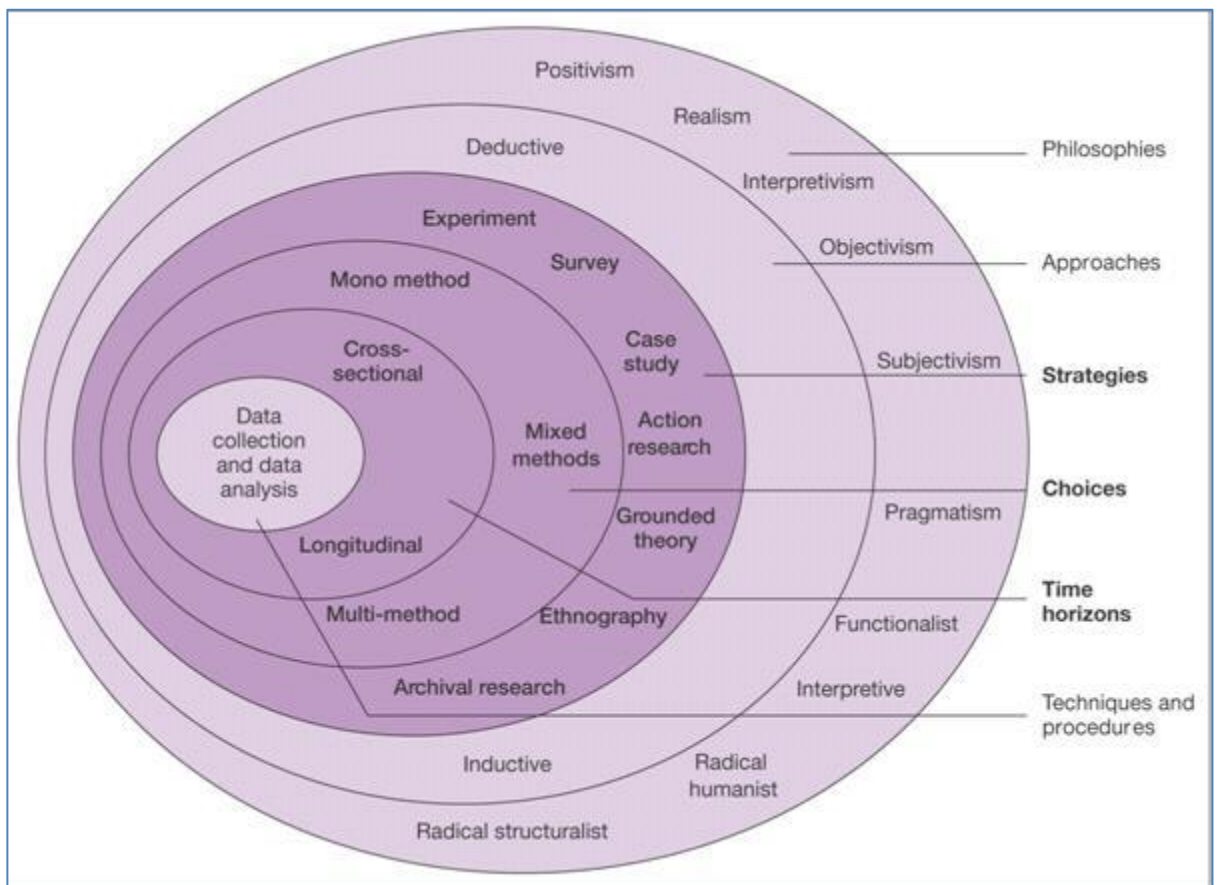 Positivism
Realism
Philosophies
Deductive
Interpretivism
Experiment
Objectivism
Approaches
Survey
Mono method
Case
study
Cross-
sectional
Subjectivism
Strategies
Data
collection
and data
analysis
Mixed
methods
Action
research
Choices
Grounded
theory
Pragmatism
Longitudinal
Time
horizons
Multi-method
Ethnography
Functionalist
Archival research
Interpretive
Techniques and
procedures
Inductive
Radical
humanist
Radical structuralist